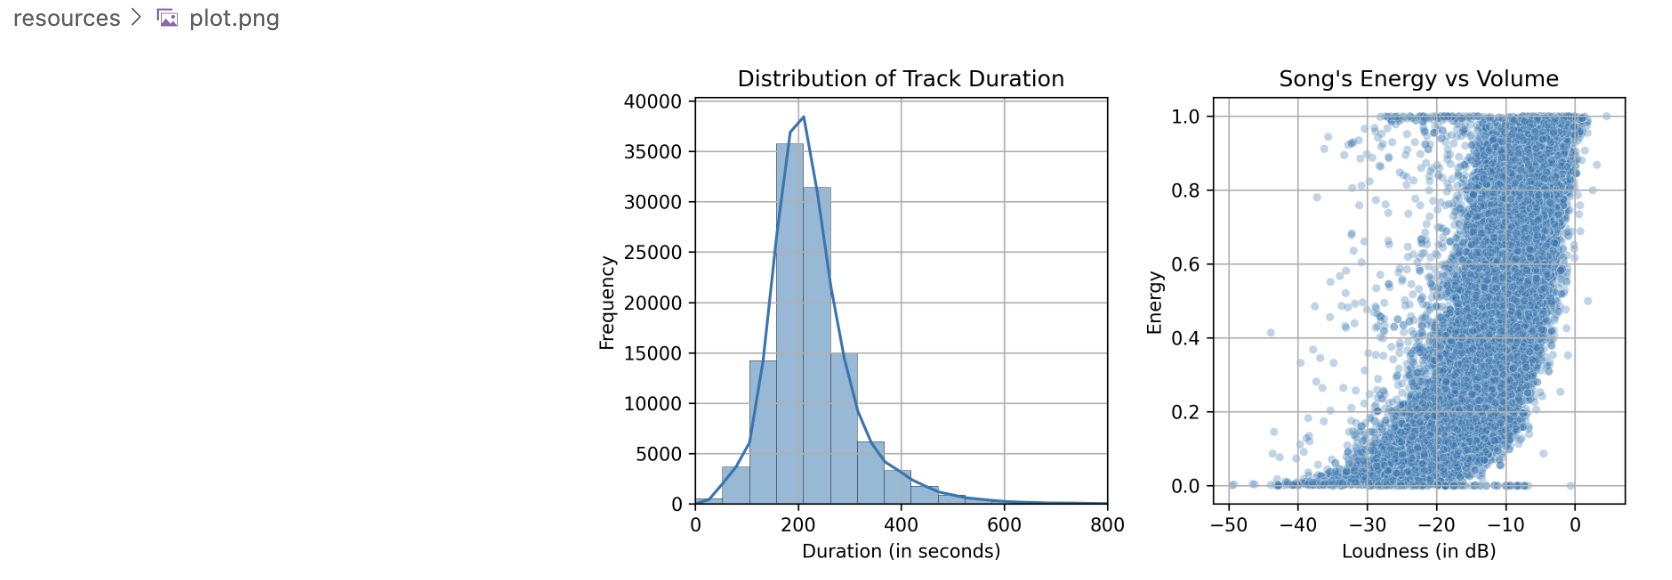 resources > plot.png
Distribution of Track Duration
40000
35000
30000
25000
20000
15000
10000
5000
0
Frequency
0 200 400 600 800
Duration (in seconds)
Song's Energy vs Volume
1.0
0.8
0.6
0.4
0.2
0.0
Energy
−50 −40 −30 −20 −10 0
Loudness (in dB)